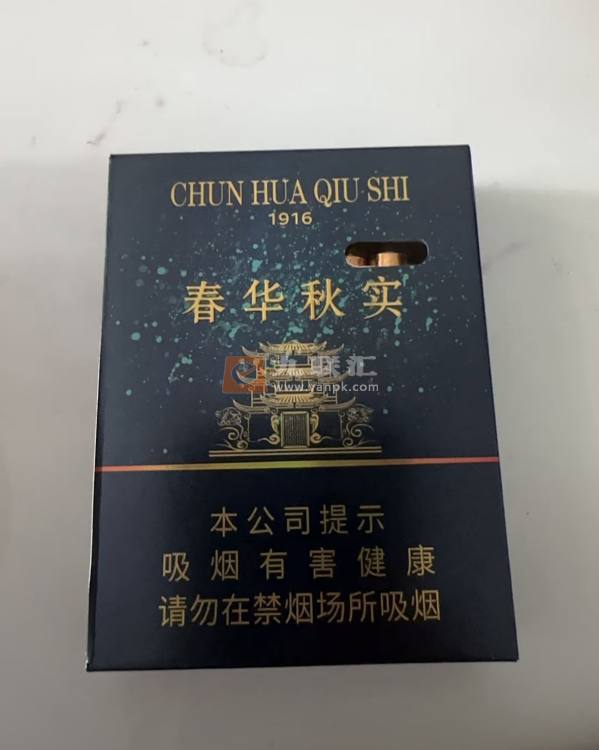 CHUN HUA QIU SHI
1916
春华秋实
www.yanpk.com
本公司提示
吸烟有害健康
请勿在禁烟场所吸烟